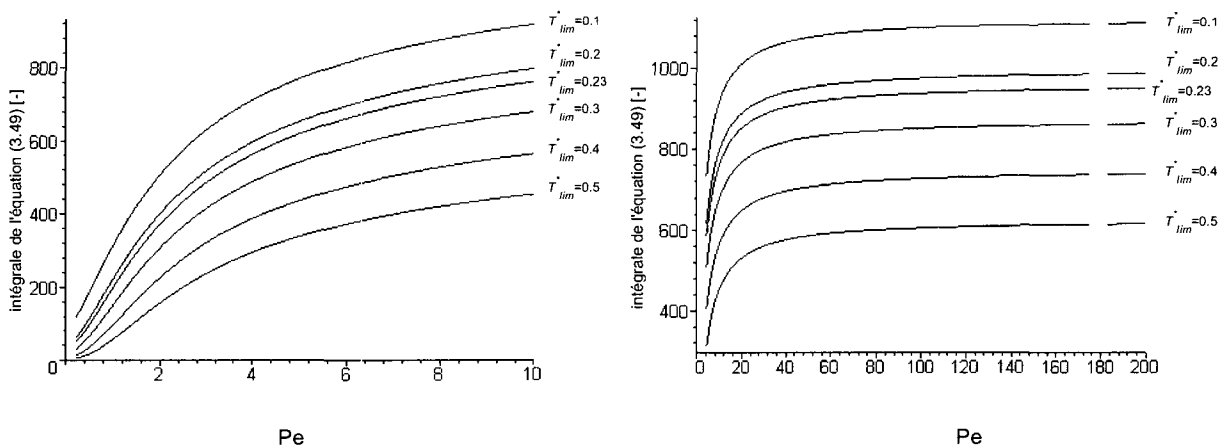 intégrale de l'équation (3.49) [-]
800
600
400
200
0
2
4
6
8
10
Pe
T*lim=0.1
T*lim=0.2
T*lim=0.23
T*lim=0.3
T*lim=0.4
T*lim=0.5
intégrale de l'équation (3.49) [-]
1000
800
600
400
0
20
40
60
80
100
120
140
160
180
200
Pe
T*lim=0.1
T*lim=0.2
T*lim=0.23
T*lim=0.3
T*lim=0.4
T*lim=0.5